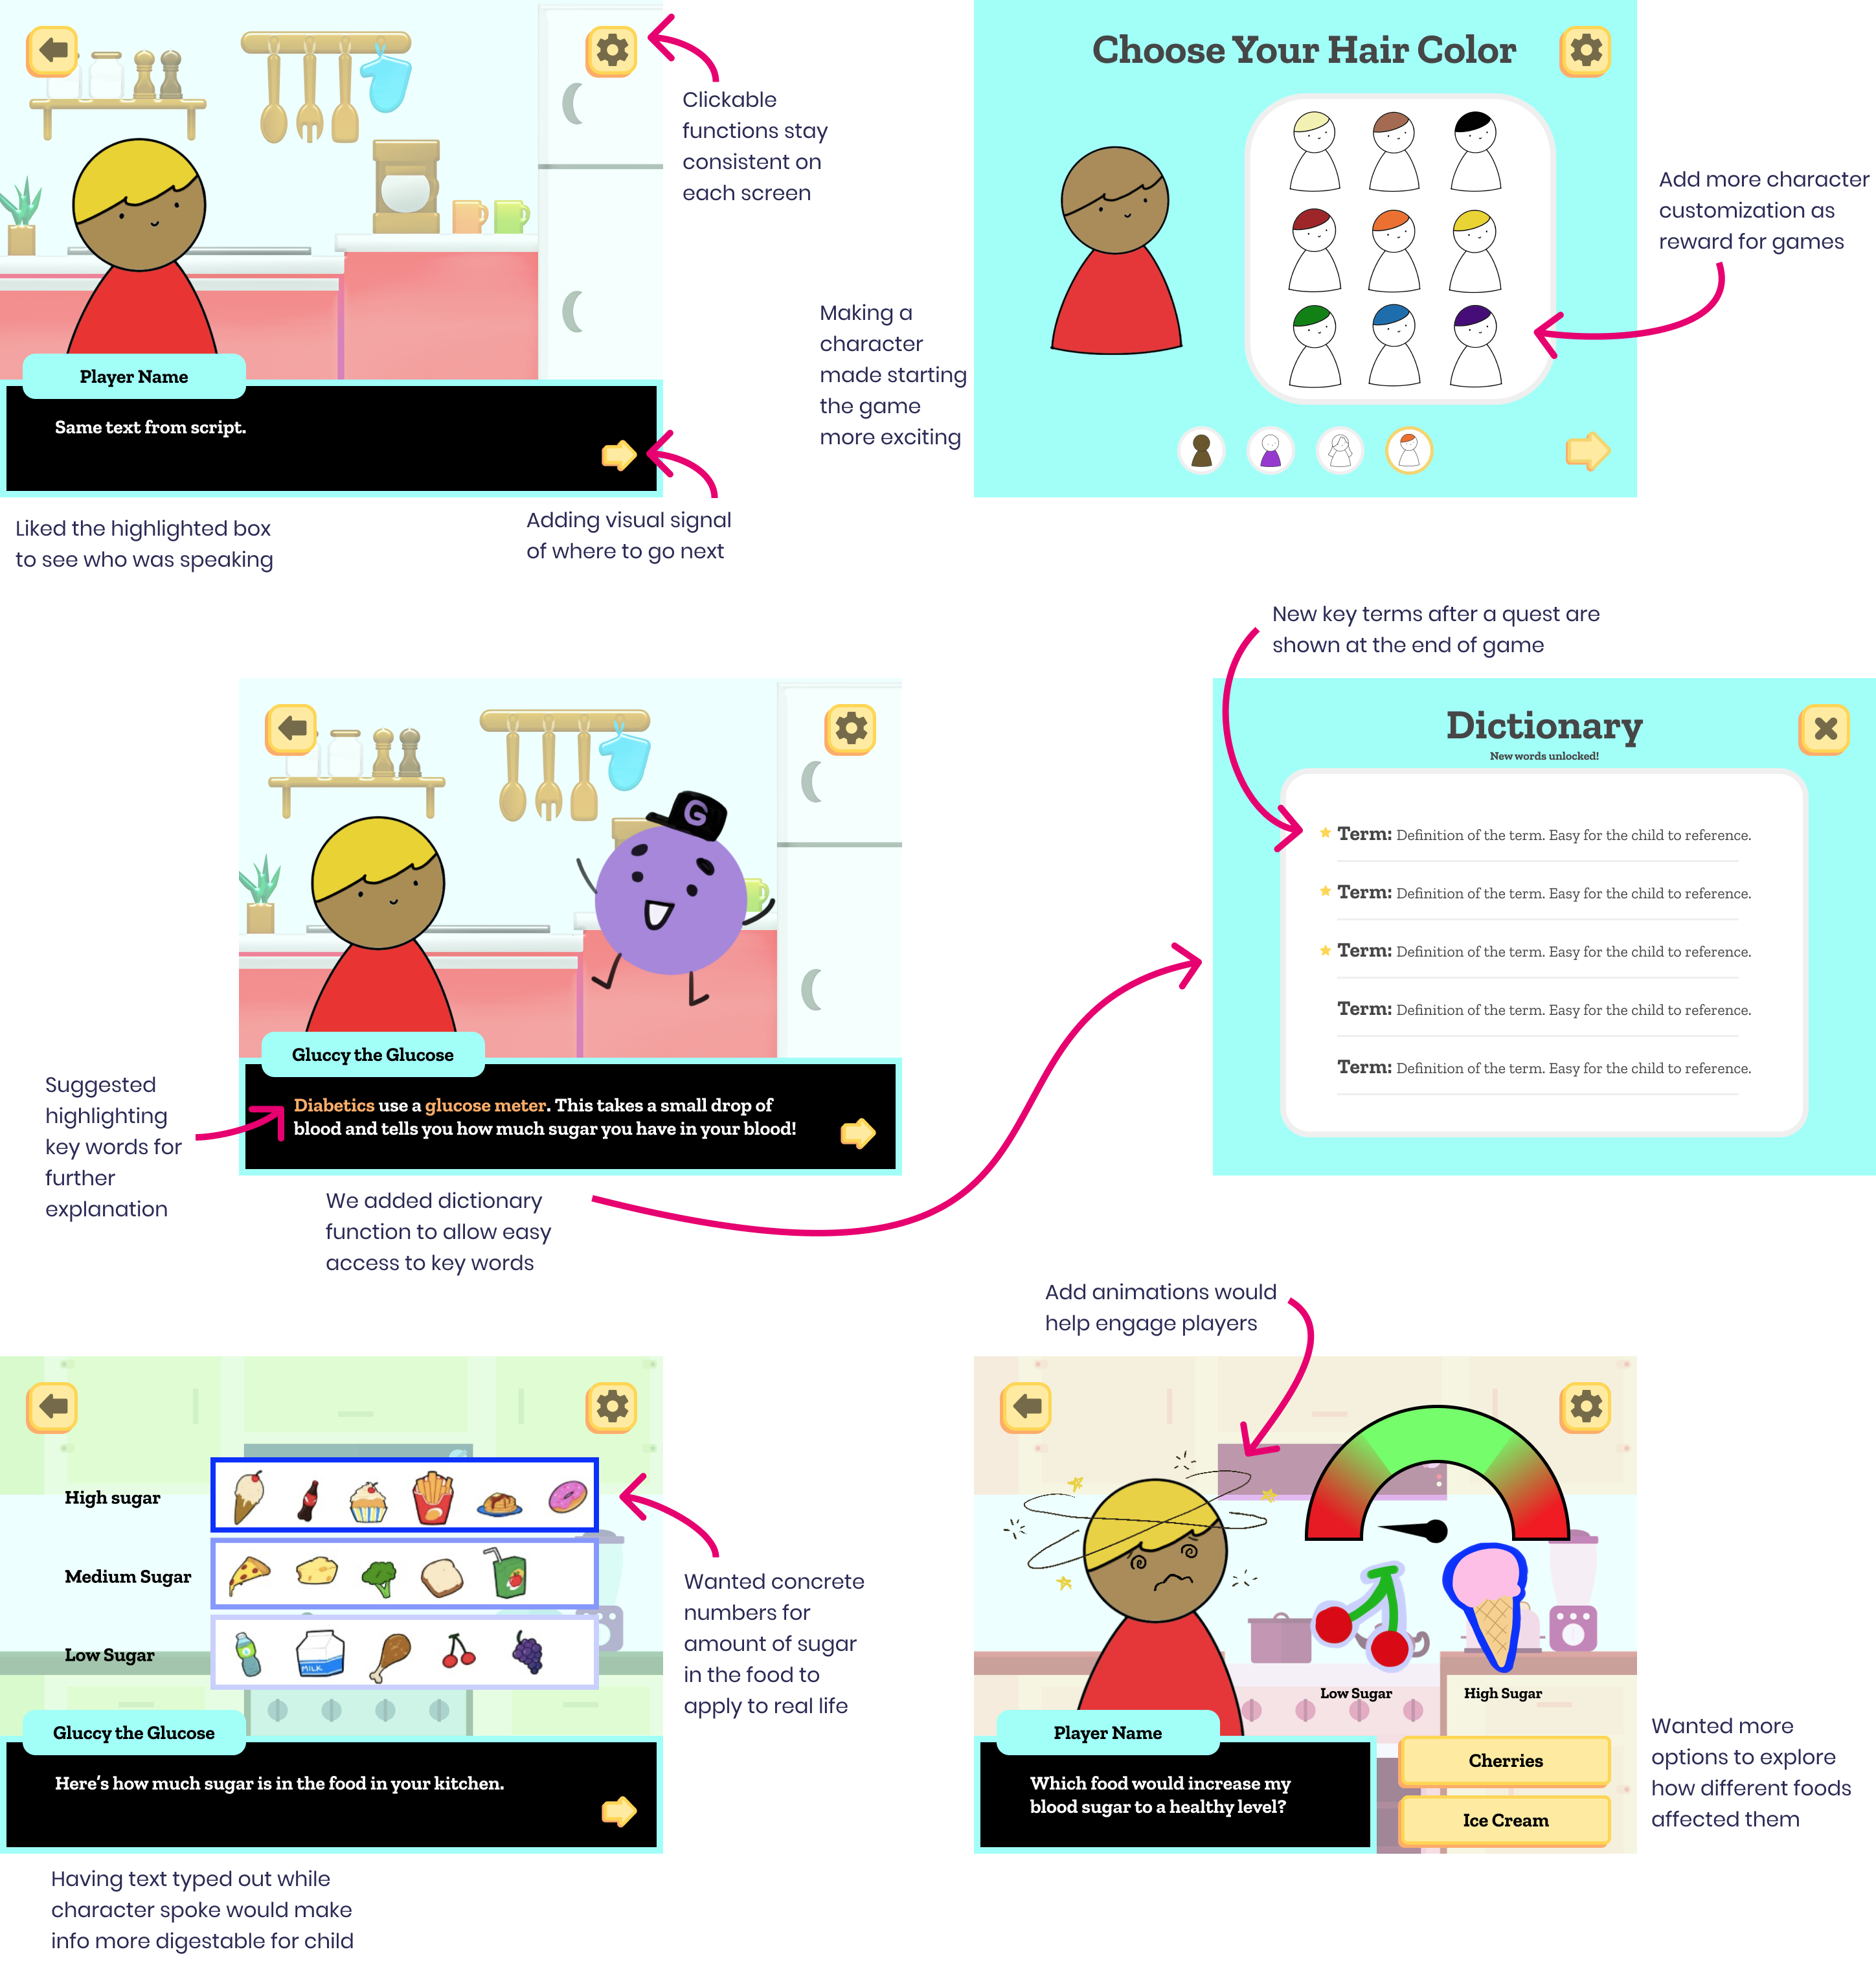 Clickable
functions stay
consistent on
each screen
Player Name
Same text from script.
Liked the highlighted box
to see who was speaking
Adding visual signal
of where to go next
Making a
character
made starting
the game
more exciting
Choose Your Hair Color
Add more character
customization as
reward for games
New key terms after a quest are
shown at the end of game
G
Gluccy the Glucose
Diabetics use a glucose meter. This takes a small drop of
blood and tells you how much sugar you have in your blood!
Suggested
highlighting
key words for
further
explanation
We added dictionary
function to allow easy
access to key words
Dictionary
New words unlocked!
Term: Definition of the term. Easy for the child to reference.
Term: Definition of the term. Easy for the child to reference.
Term: Definition of the term. Easy for the child to reference.
Term: Definition of the term. Easy for the child to reference.
Term: Definition of the term. Easy for the child to reference.
High sugar
Medium Sugar
Low Sugar
MILK
Gluccy the Glucose
Here's how much sugar is in the food in your kitchen.
Wanted concrete
numbers for
amount of sugar
in the food to
apply to real life
Having text typed out while
character spoke would make
info more digestable for child
Add animations would
help engage players
Low Sugar
High Sugar
Player Name
Which food would increase my
blood sugar to a healthy level?
Cherries
Ice Cream
Wanted more
options to explore
how different foods
affected them